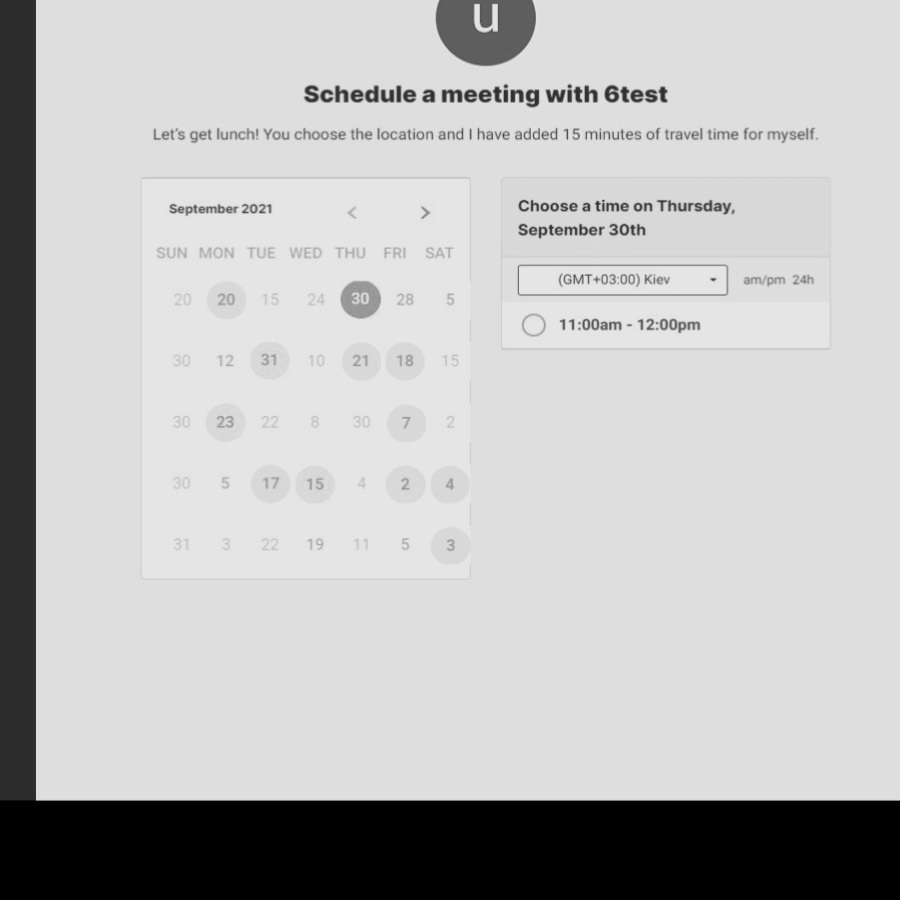 u
Schedule a meeting with 6test
Let's get lunch! You choose the location and I have added 15 minutes of travel time for myself.
September 2021 < >
SUN MON TUE WED THU FRI SAT
20 20 15 24 30 28 5
30 12 31 10 21 18 15
30 23 22 8 30 7 2
30 5 17 15 4 2 4
31 3 22 19 11 5 3
Choose a time on Thursday,
September 30th
(GMT+03:00) Kiev am/pm 24h
11:00am - 12:00pm